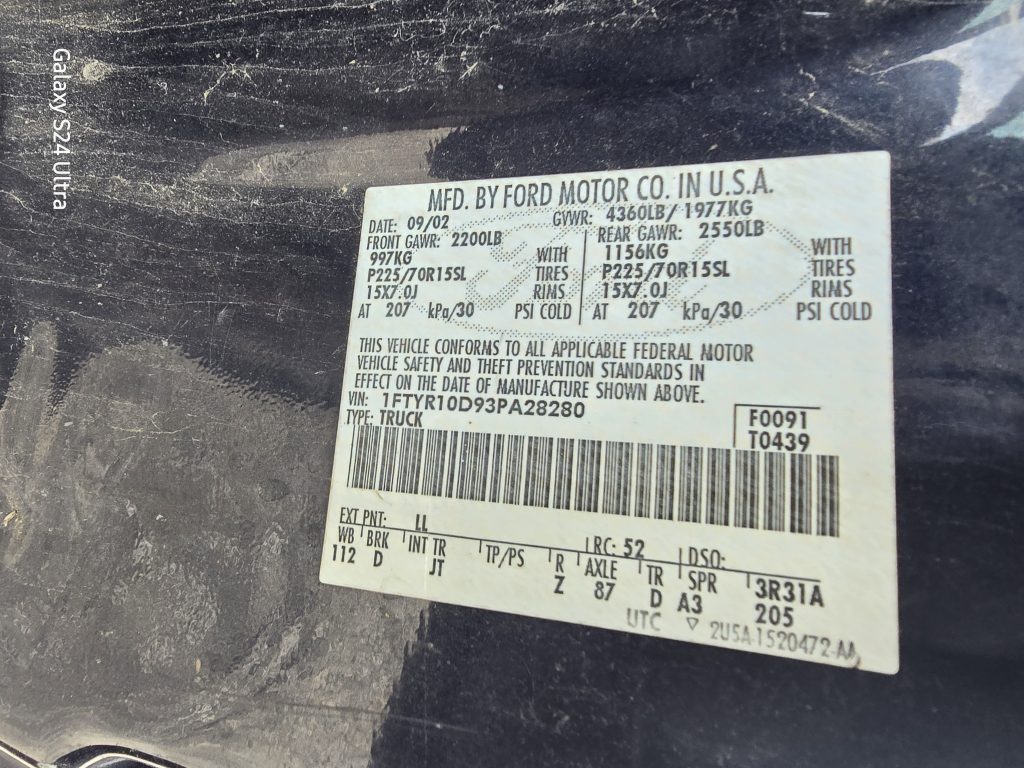 MFD. BY FORD MOTOR CO. IN U.S.A.
DATE: 09/02 GVWR: 4360LB/ 1977KG
FRONT GAWR: 2200LB REAR GAWR: 2550LB
997KG WITH 1156KG WITH
P225/70R15SL TIRES P225/70R15SL TIRES
15X7.0J RIMS 15X7.0J RIMS
AT 207 kPa/30 PSI COLD AT 207 kPa/30 PSI COLD
THIS VEHICLE CONFORMS TO ALL APPLICABLE FEDERAL MOTOR
VEHICLE SAFETY AND THEFT PREVENTION STANDARDS IN
EFFECT ON THE DATE OF MANUFACTURE SHOWN ABOVE.
VIN: 1FTYR10D93PA28280 F0091
TYPE: TRUCK T0439
EXT PNT: LL RC: 52 DSO:
WB BRK INT TR TP/PS R AXLE TR SPR 3R31A
112 D JT Z 87 D A3 205
UTC ▽ 2U5A-1520472-AA
Galaxy S24 Ultra